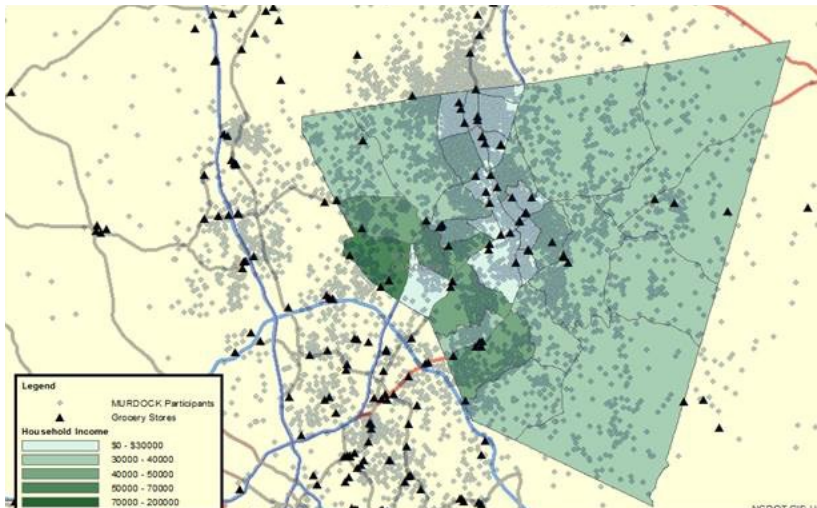 Legend
MURDOCK Participants
Grocery Stores
Household Income
$0 - $30000
30000 - 40000
40000 - 50000
50000 - 70000
70000 - 200000